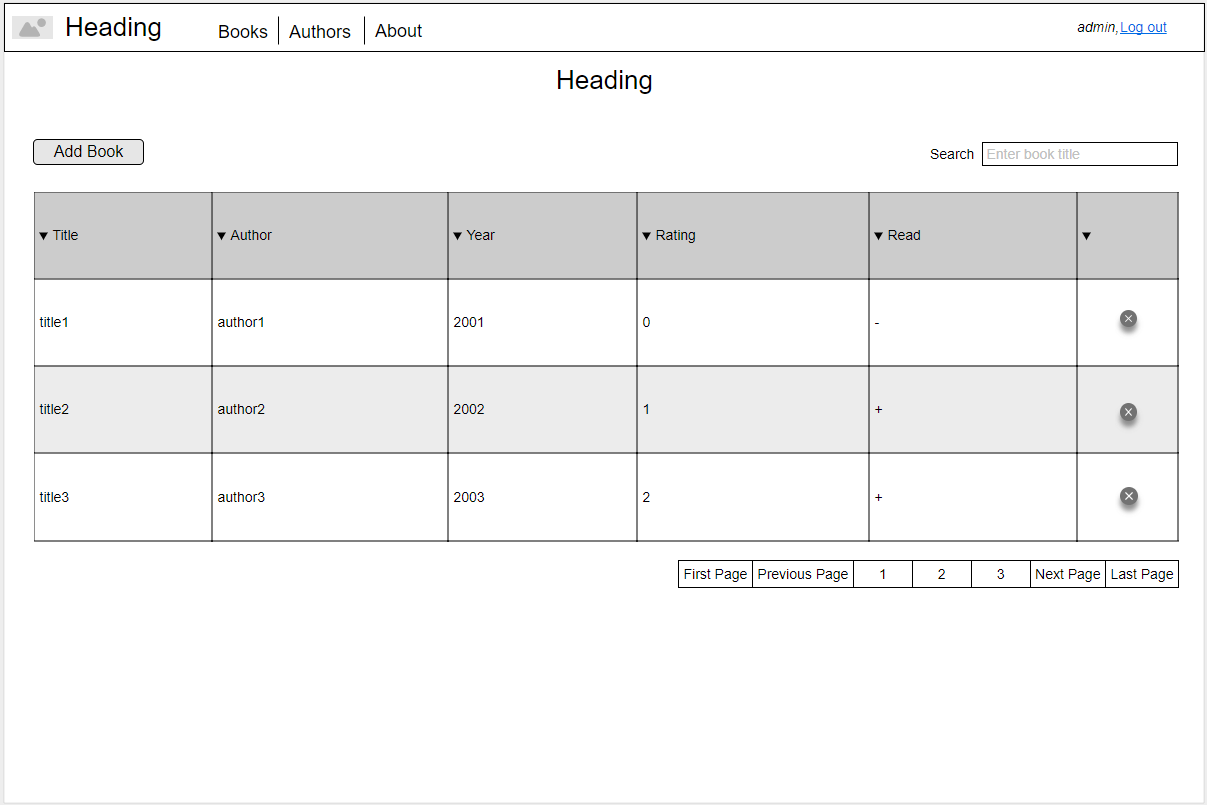 Heading Books Authors About admin, Log out
Heading
Add Book Search Enter book title
▼ Title ▼ Author ▼ Year ▼ Rating ▼ Read ▼
title1 author1 2001 0 -
title2 author2 2002 1 +
title3 author3 2003 2 +
First Page Previous Page 1 2 3 Next Page Last Page